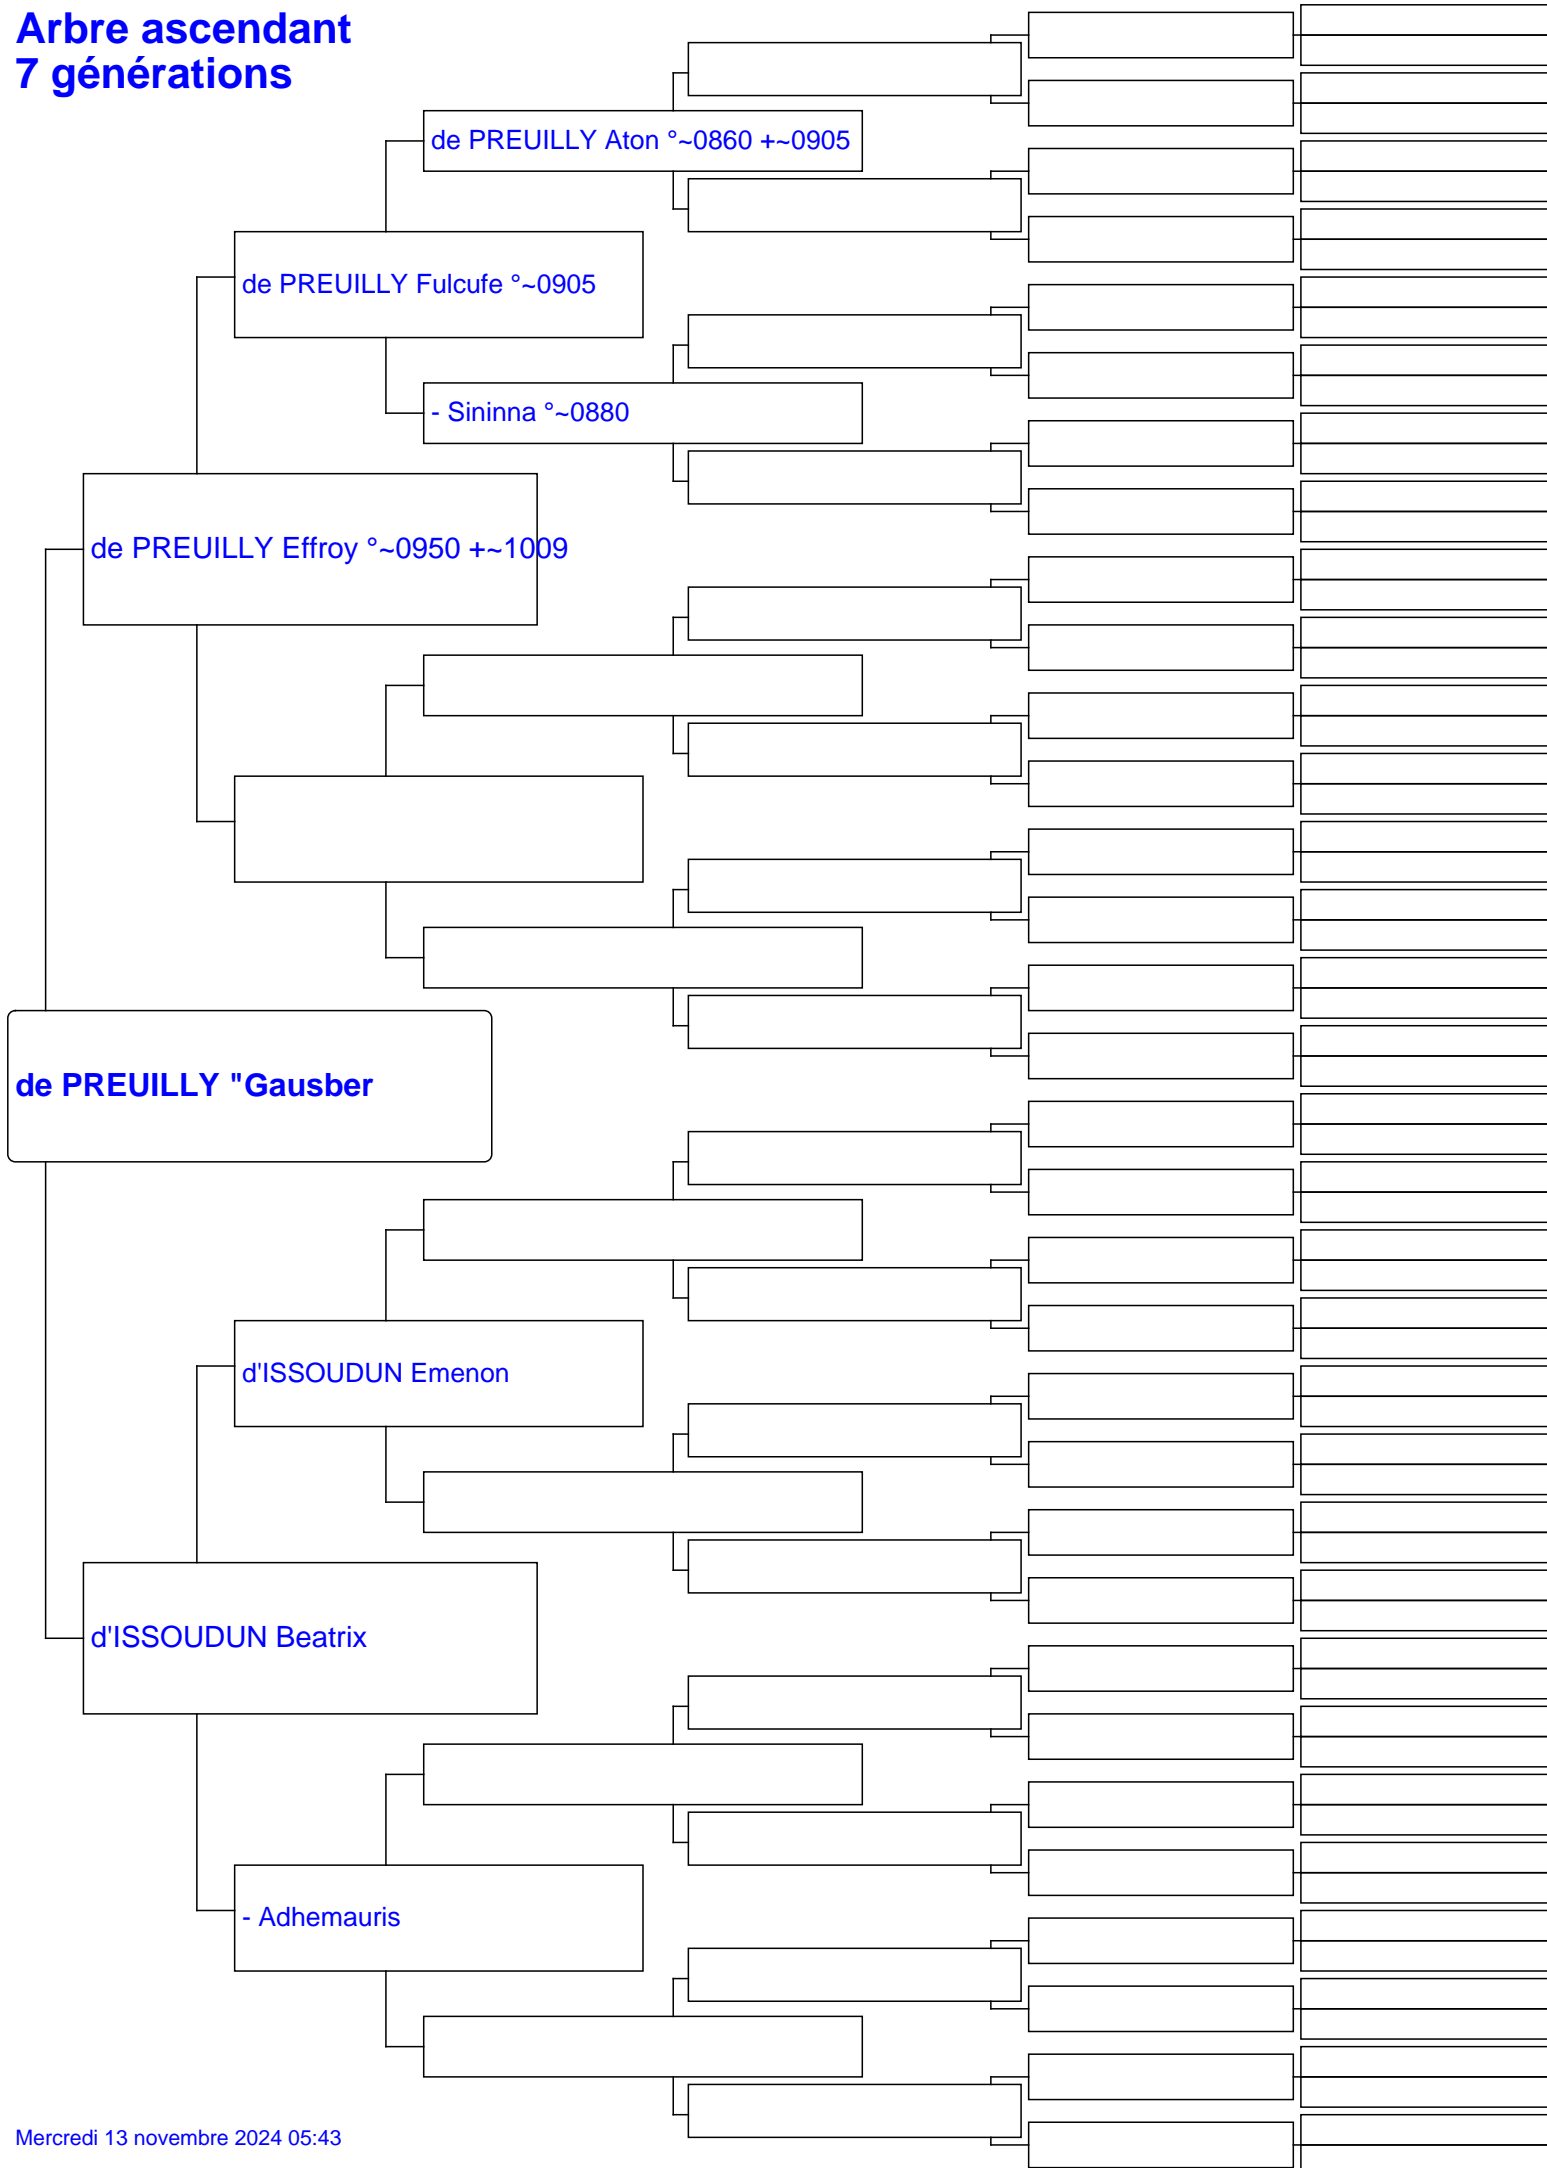 Arbre ascendant
7 générations
de PREUILLY Aton °~0860 +~0905
de PREUILLY Fulcufe °~0905
- Sininna °~0880
de PREUILLY Effroy °~0950 +~1009
de PREUILLY "Gausber
d'ISSOUDUN Emenon
d'ISSOUDUN Beatrix
- Adhemauris
Mercredi 13 novembre 2024 05:43